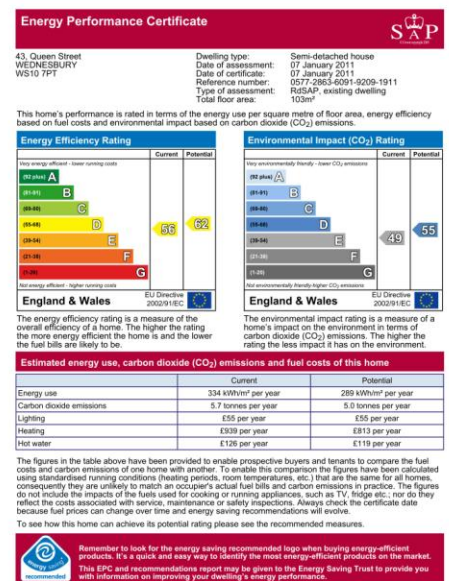 Energy Performance Certificate
SAP
43, Queen Street
WEDNESBURY
WS10 7PT
Dwelling type: Semi-detached house
Date of assessment: 07 January 2011
Date of certificate: 07 January 2011
Reference number: 0577-2863-6091-9209-1911
Type of assessment: RdSAP, existing dwelling
Total floor area: 103m²
This home's performance is rated in terms of the energy use per square metre of floor area, energy efficiency
based on fuel costs and environmental impact based on carbon dioxide (CO2) emissions.
Energy Efficiency Rating
Current Potential
Very energy efficient - lower running costs
(92 plus) A
(81-91) B
(69-80) C
(55-68) D
56 62
(39-54) E
(21-38) F
(1-20) G
Not energy efficient - higher running costs
England & Wales
EU Directive
2002/91/EC
The energy efficiency rating is a measure of the
overall efficiency of a home. The higher the rating
the more energy efficient the home is and the lower
the fuel bills are likely to be.
Environmental Impact (CO2) Rating
Current Potential
Very environmentally friendly - lower CO2 emissions
(92 plus) A
(81-91) B
(69-80) C
(55-68) D
55
(39-54) E
49
(21-38) F
(1-20) G
Not environmentally friendly-higher CO2 emissions
England & Wales
EU Directive
2002/91/EC
The environmental impact rating is a measure of a
home's impact on the environment in terms of
carbon dioxide (CO2) emissions. The higher the
rating the less impact it has on the environment.
Estimated energy use, carbon dioxide (CO2) emissions and fuel costs of this home
Current Potential
Energy use 334 kWh/m² per year 289 kWh/m² per year
Carbon dioxide emissions 5.7 tonnes per year 5.0 tonnes per year
Lighting £55 per year £55 per year
Heating £939 per year £813 per year
Hot water £126 per year £119 per year
The figures in the table above have been provided to enable prospective buyers and tenants to compare the fuel
costs and carbon emissions of one home with another. To enable this comparison the figures have been calculated
using standardised running conditions (heating periods, room temperatures, etc.) that are the same for all homes,
consequently they are unlikely to match an occupier's actual fuel bills and carbon emissions in practice. The figures
do not include the impacts of the fuels used for cooking or running appliances, such as TV, fridge etc.; nor do they
reflect the costs associated with service, maintenance or safety inspections. Always check the certificate date
because fuel prices can change over time and energy saving recommendations will evolve.
To see how this home can achieve its potential rating please see the recommended measures.
energy saving
recommended
Remember to look for the energy saving recommended logo when buying energy-efficient
products. It's a quick and easy way to identify the most energy-efficient products on the market.
This EPC and recommendations report may be given to the Energy Saving Trust to provide you
with information on improving your dwelling's energy performance.